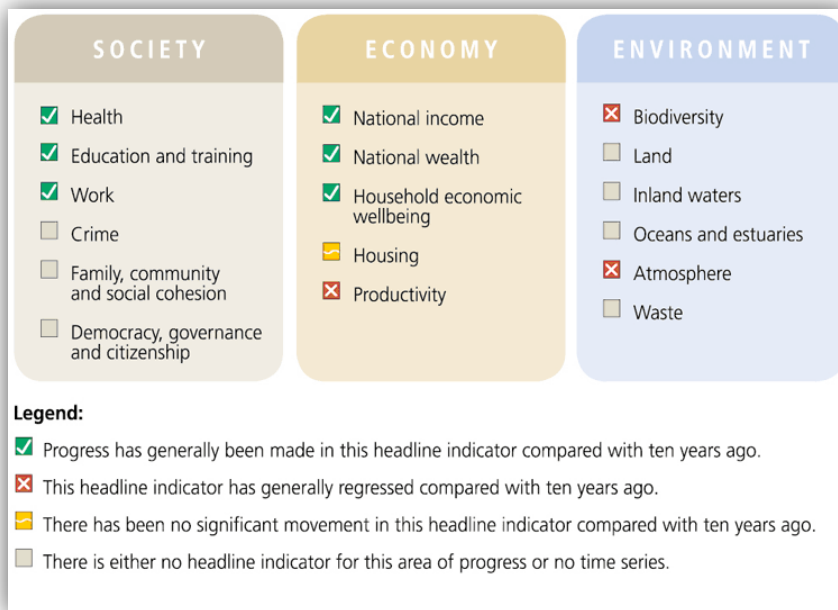 SOCIETY
Health
Education and training
Work
Crime
Family, community
and social cohesion
Democracy, governance
and citizenship
ECONOMY
National income
National wealth
Household economic
wellbeing
Housing
Productivity
ENVIRONMENT
Biodiversity
Land
Inland waters
Oceans and estuaries
Atmosphere
Waste
Legend:
Progress has generally been made in this headline indicator compared with ten years ago.
This headline indicator has generally regressed compared with ten years ago.
There has been no significant movement in this headline indicator compared with ten years ago.
There is either no headline indicator for this area of progress or no time series.